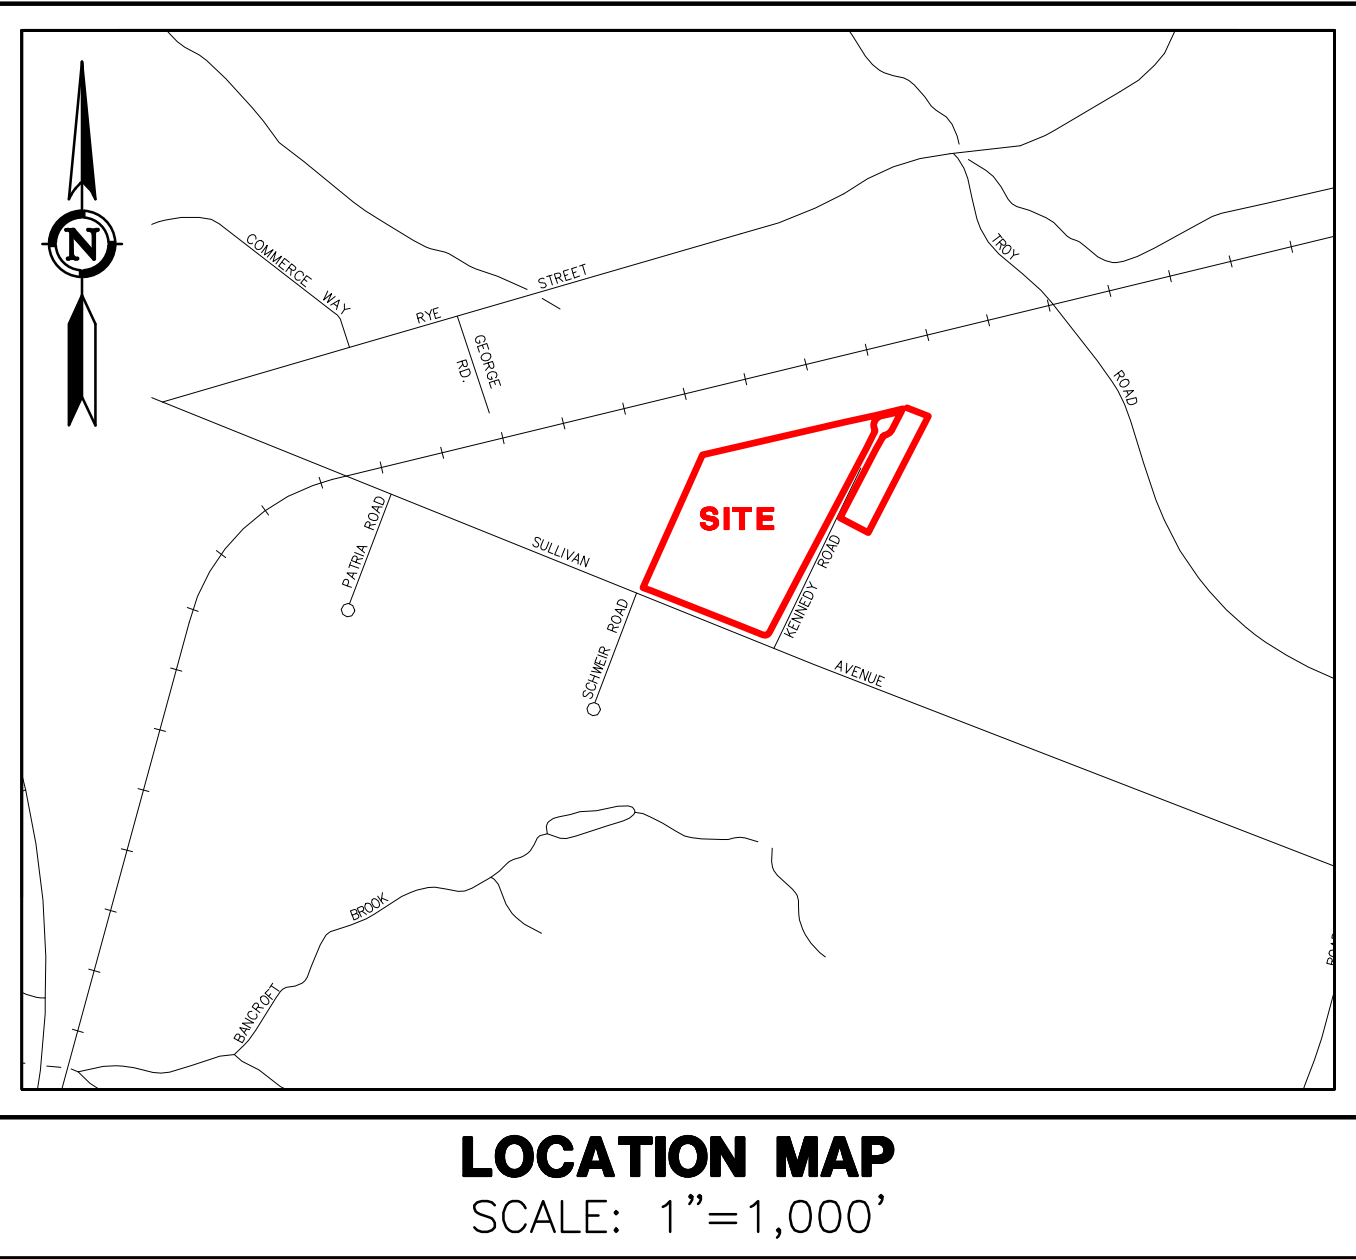 N
COMMERCE WAY
RYE STREET
GEORGE
RD.
TROY ROAD
PATRIA ROAD
SULLIVAN AVENUE
SITE
KENNEDY ROAD
SCHWEIR ROAD
BROOK
BANCROFT
ROAD
LOCATION MAP
SCALE: 1"=1,000'